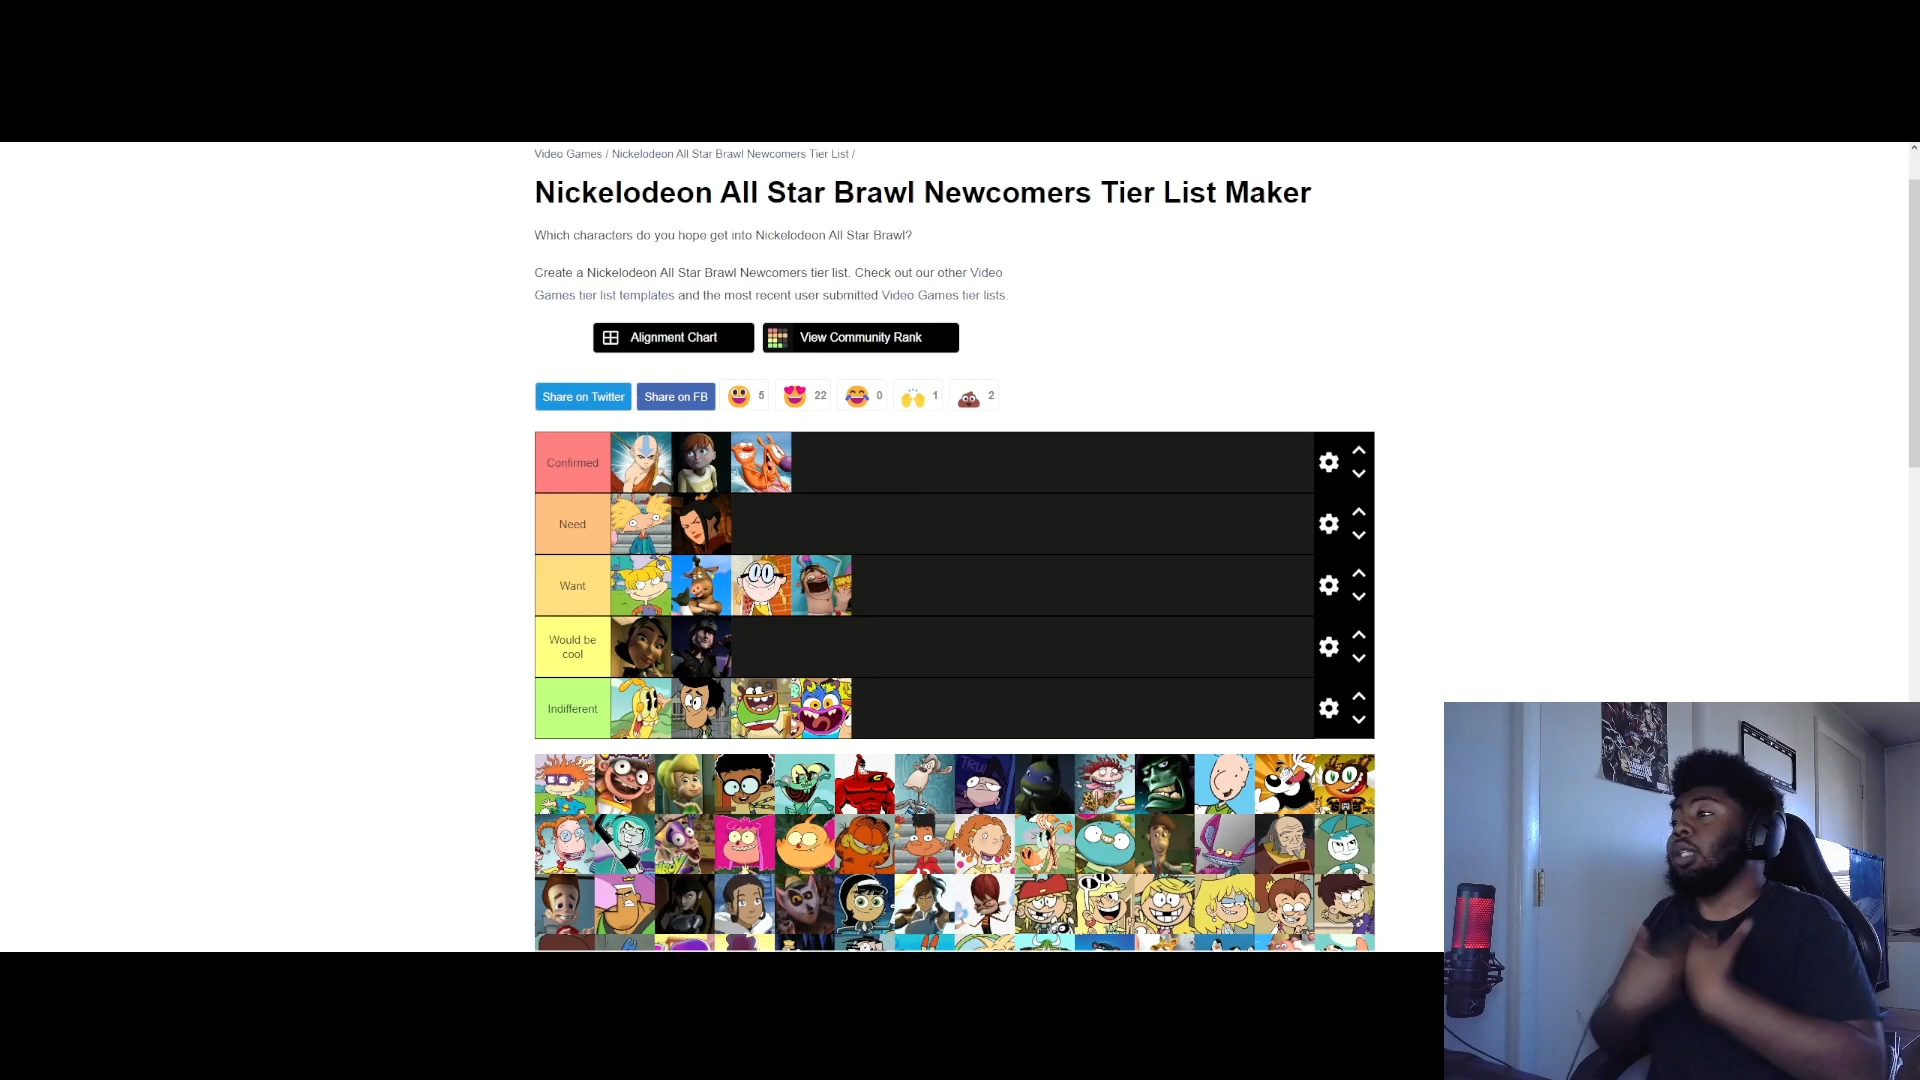 Video Games / Nickelodeon All Star Brawl Newcomers Tier List /
Nickelodeon All Star Brawl Newcomers Tier List Maker
Which characters do you hope get into Nickelodeon All Star Brawl?
Create a Nickelodeon All Star Brawl Newcomers tier list. Check out our other Video
Games tier list templates and the most recent user submitted Video Games tier lists.
Alignment Chart
View Community Rank
Share on Twitter
Share on FB
5
22
0
1
2
Confirmed
Need
Want
Would be
cool
Indifferent